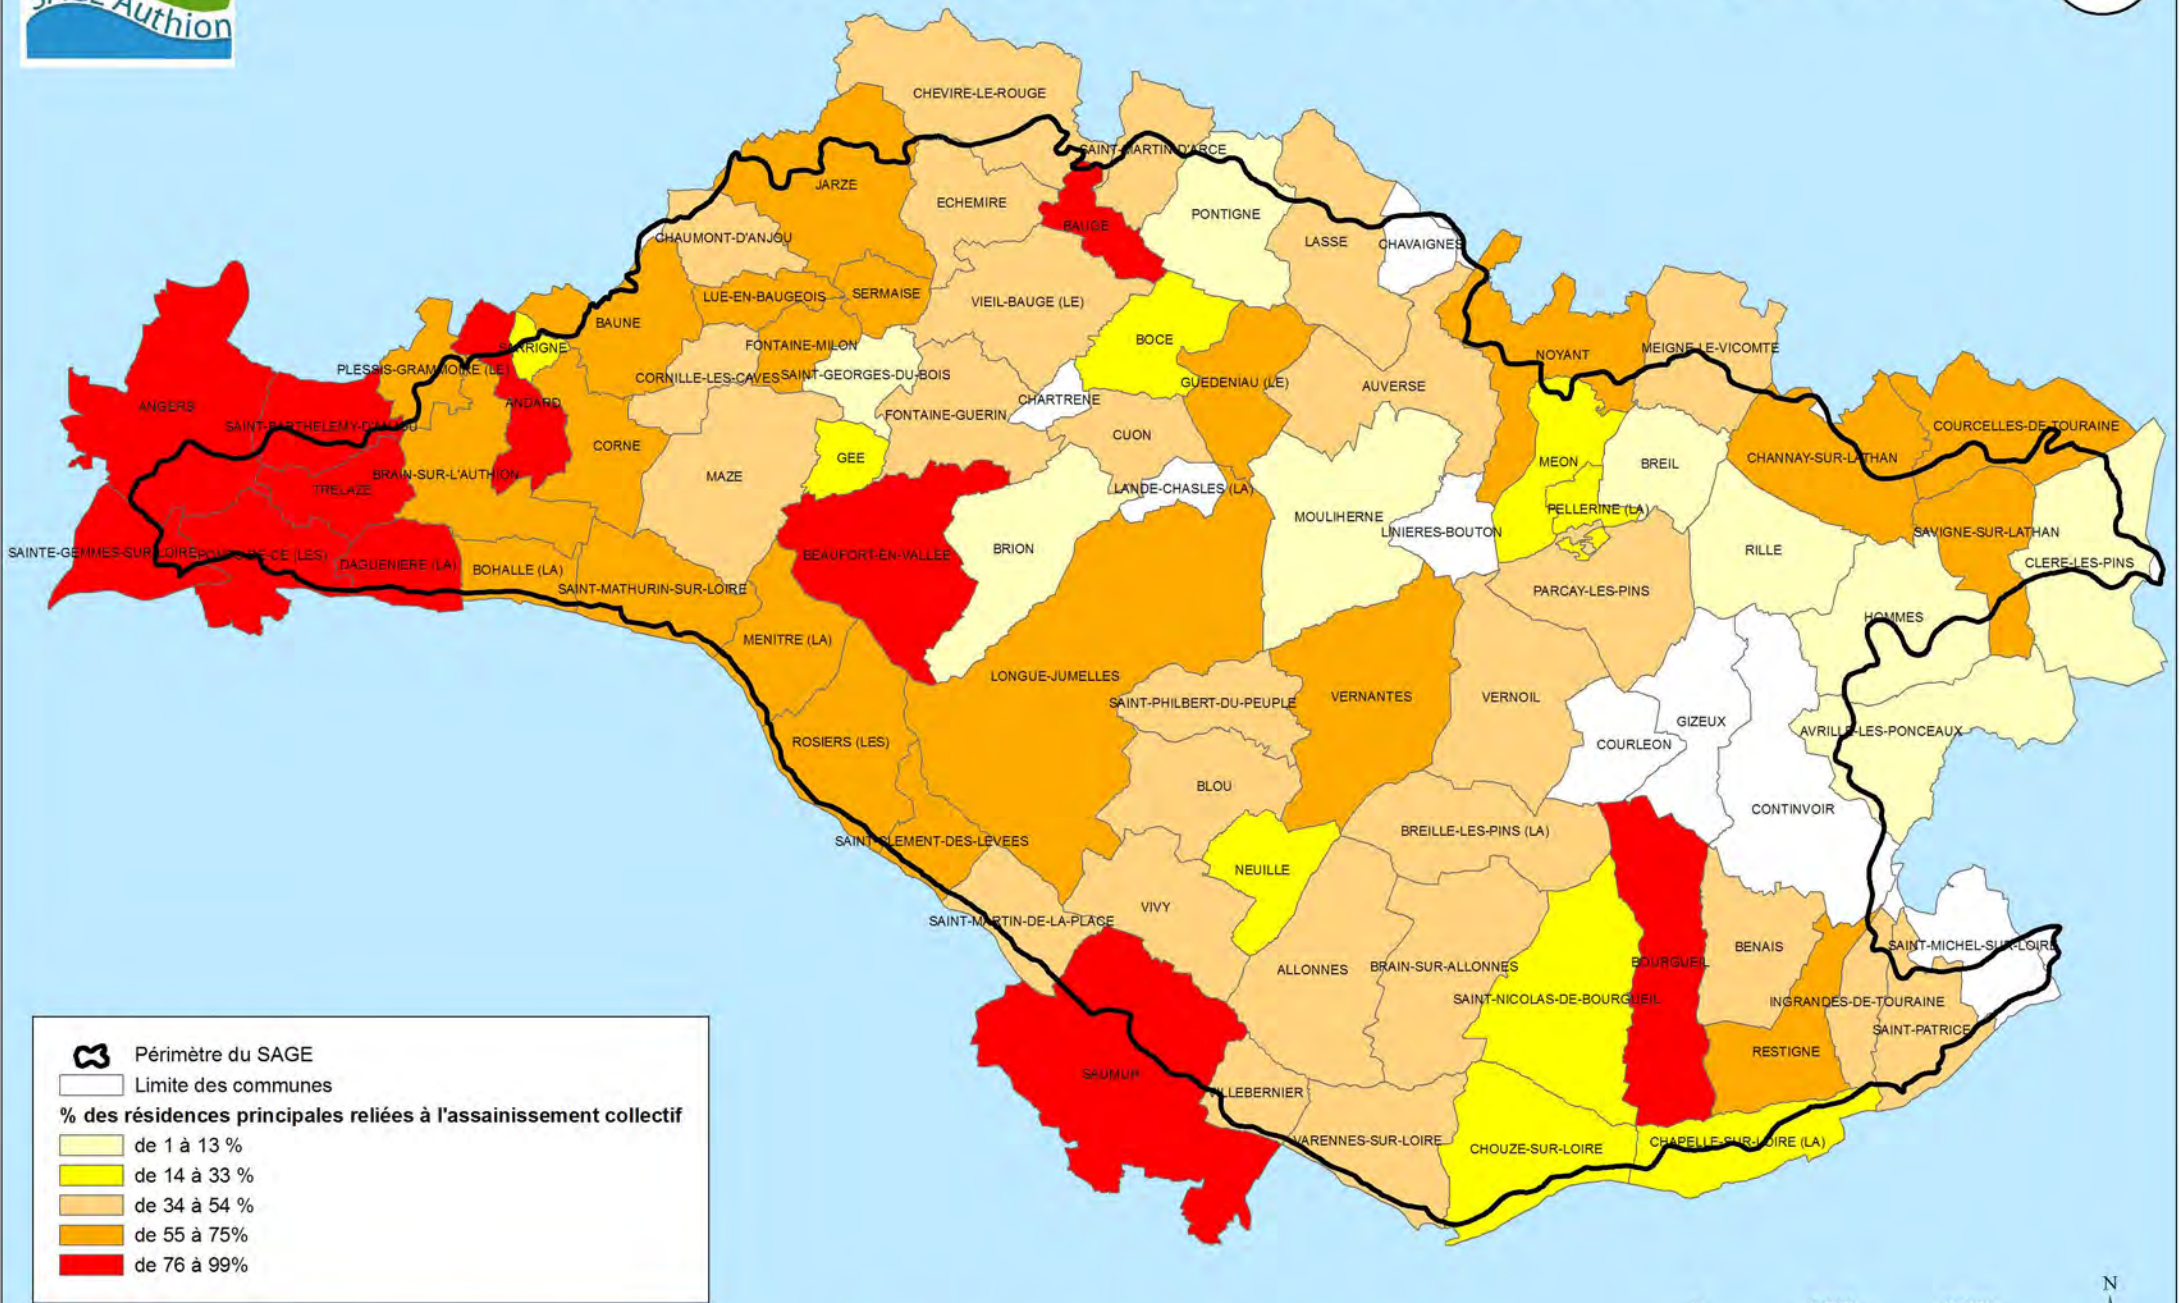 SAGE Authion
CHEVIRE-LE-ROUGE
SAINT-MARTIN-D'ARCE
JARZE
ECHEMIRE
PONTIGNE
BAUGE
CHAUMONT-D'ANJOU
LASSE
CHAVAIGNES
LUE-EN-BAUGEOIS
SERMAISE
VIEIL-BAUGE (LE)
BAUNE
BOCE
SARRIGNE
FONTAINE-MILON
MEIGNE-LE-VICOMTE
NOYANT
PLESSIS-GRAMMOIRE (LE)
CORNILLE-LES-CAVES
SAINT-GEORGES-DU-BOIS
GUEDENIAU (LE)
AUVERSE
ANGERS
ANDARD
CHARTRENE
FONTAINE-GUERIN
SAINT-BARTHELEMY-D'ANJOU
COURCELLES-DE-TOURAINE
CUON
CORNE
GEE
CHANNAY-SUR-LATHAN
MEON
BREIL
BRAIN-SUR-L'AUTHION
MAZE
TRELAZE
LANDE-CHASLES (LA)
PELLERINE (LA)
MOULIHERNE
LINIERES-BOUTON
SAVIGNE-SUR-LATHAN
SAINTE-GEMMES-SUR-LOIRE
PONTS-DE-CE (LES)
BEAUFORT-EN-VALLEE
BRION
RILLE
DAGUENIERE (LA)
BOHALLE (LA)
CLERE-LES-PINS
SAINT-MATHURIN-SUR-LOIRE
PARCAY-LES-PINS
HOMMES
MENITRE (LA)
LONGUE-JUMELLES
SAINT-PHILBERT-DU-PEUPLE
VERNANTES
VERNOIL
GIZEUX
AVRILLE-LES-PONCEAUX
ROSIERS (LES)
COURLEON
BLOU
CONTINVOIR
BREILLE-LES-PINS (LA)
SAINT-CLEMENT-DES-LEVEES
NEUILLE
VIVY
SAINT-MARTIN-DE-LA-PLACE
BENAIS
SAINT-MICHEL-SUR-LOIRE
BOURGUEIL
ALLONNES
BRAIN-SUR-ALLONNES
SAINT-NICOLAS-DE-BOURGUEIL
INGRANDES-DE-TOURAINE
SAINT-PATRICE
RESTIGNE
SAUMUR
VILLEBERNIER
VARENNES-SUR-LOIRE
CHOUZE-SUR-LOIRE
CHAPELLE-SUR-LOIRE (LA)
Périmètre du SAGE
Limite des communes
% des résidences principales reliées à l'assainissement collectif
de 1 à 13 %
de 14 à 33 %
de 34 à 54 %
de 55 à 75%
de 76 à 99%
N